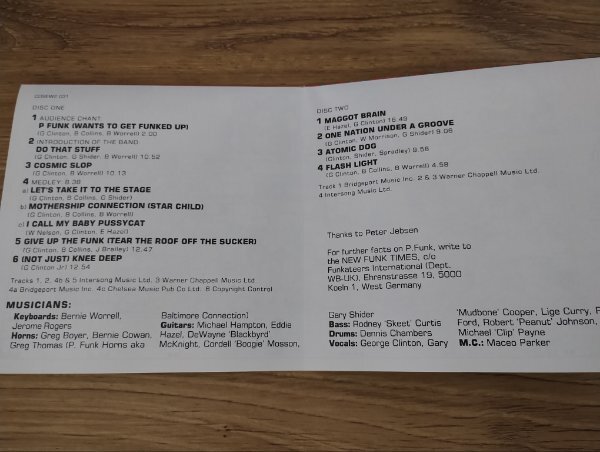 CDSEWD 031
DISC ONE
1 AUDIENCE CHANT:
P FUNK (WANTS TO GET FUNKED UP)
(G Clinton, B Collins, B Worrell) 2.00
2 INTRODUCTION OF THE BAND
DO THAT STUFF
(G Clinton, G Shider, B Worrell) 10.52
3 COSMIC SLOP
(G Clinton, B Worrell) 10.13
4 MEDLEY: 8.38
a) LET'S TAKE IT TO THE STAGE
(G Clinton, B Collins, G Shider)
b) MOTHERSHIP CONNECTION (STAR CHILD)
(G Clinton, B Collins, B Worrell)
c) I CALL MY BABY PUSSYCAT
(W Nelson, G Clinton, E Hazel)
5 GIVE UP THE FUNK (TEAR THE ROOF OFF THE SUCKER)
(G Clinton, B Collins, J Brailey) 12.47
6 (NOT JUST) KNEE DEEP
(G Clinton Jr) 12.54
Tracks 1, 2, 4b & 5 Intersong Music Ltd. 3 Warner Chappell Music Ltd
4a Bridgeport Music Inc. 4c Chelsea Music Pub Co Ltd. 6 Copyright Control
DISC TWO
1 MAGGOT BRAIN
(E Hazel, G Clinton) 16.49
2 ONE NATION UNDER A GROOVE
(G Clinton, W Morrison, G Shider) 9.06
3 ATOMIC DOG
(Clinton, Shider, Spradley) 9.56
4 FLASH LIGHT
(G Clinton, B Collins, B Worrell) 4.58
Track 1 Bridgeport Music Inc. 2 & 3 Warner Chappell Music Ltd.
4 Intersong Music Ltd.
Thanks to Peter Jebsen
For further facts on P.Funk, write to
the NEW FUNK TIMES, c/o
Funkateers International (Dept.
WB-UK), Ehrenstrasse 19, 5000
Koeln 1, West Germany
MUSICIANS:
Keyboards: Bernie Worrell,
Jerome Rogers
Horns: Greg Boyer, Bernie Cowan,
Greg Thomas (P. Funk Horns aka
Baltimore Connection)
Guitars: Michael Hampton, Eddie
Hazel, DeWayne 'Blackbyrd'
McKnight, Cordell 'Boogie' Mosson,
Gary Shider
Bass: Rodney 'Skeet' Curtis
Drums: Dennis Chambers
Vocals: George Clinton, Gary
'Mudbone' Cooper, Lige Curry,
Ford, Robert 'Peanut' Johnson,
Michael 'Clip' Payne
M.C.: Maceo Parker